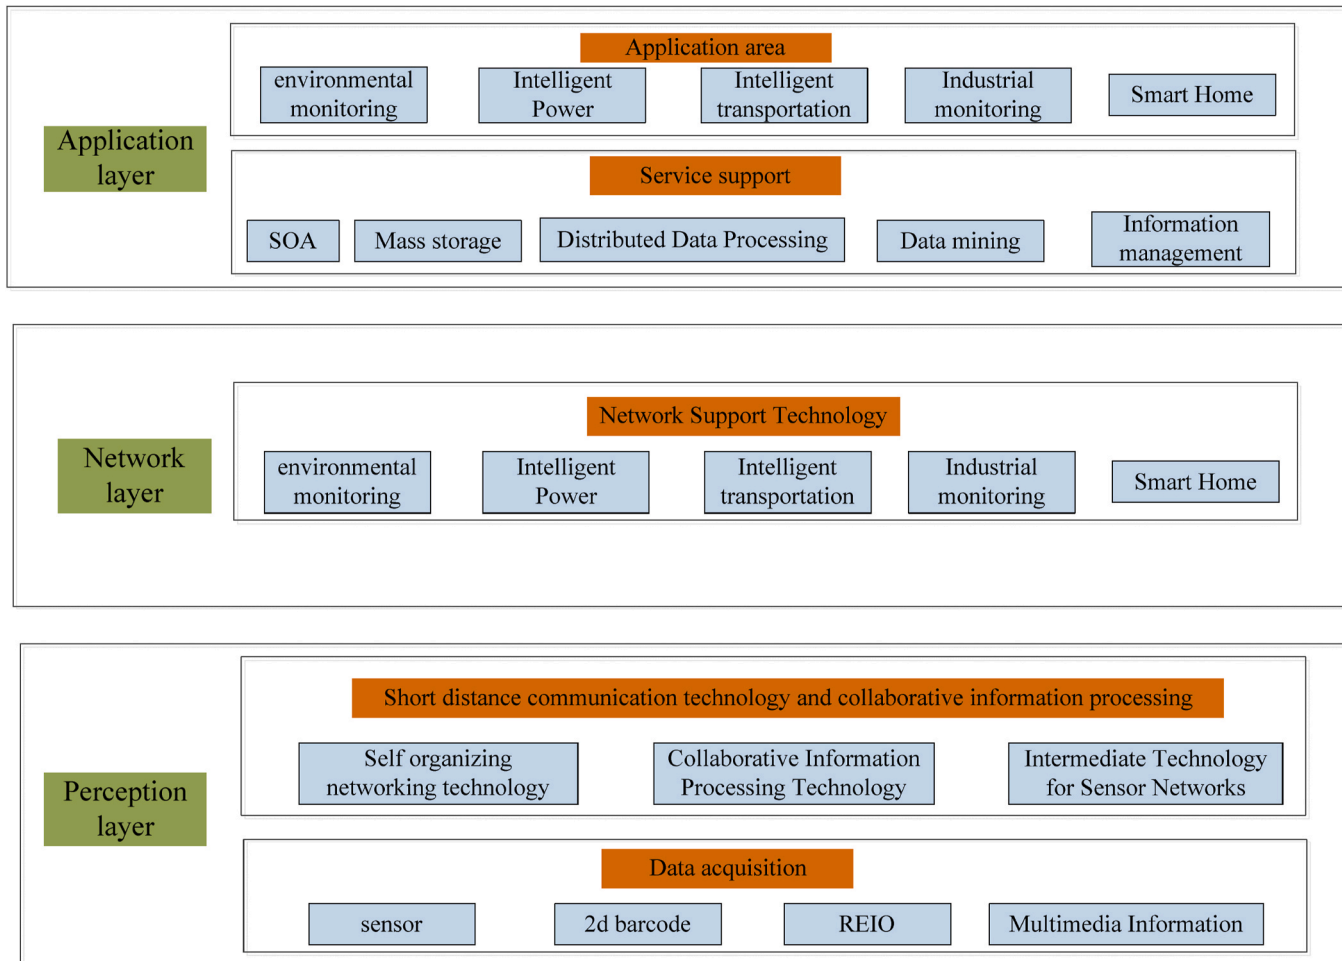 Application area
environmental
monitoring
Intelligent
Power
Intelligent
transportation
Industrial
monitoring
Smart Home
Application
layer
Service support
SOA
Mass storage
Distributed Data Processing
Data mining
Information
management
Network Support Technology
Network
layer
environmental
monitoring
Intelligent
Power
Intelligent
transportation
Industrial
monitoring
Smart Home
Short distance communication technology and collaborative information processing
Self organizing
networking technology
Collaborative Information
Processing Technology
Intermediate Technology
for Sensor Networks
Perception
layer
Data acquisition
sensor
2d barcode
REIO
Multimedia Information